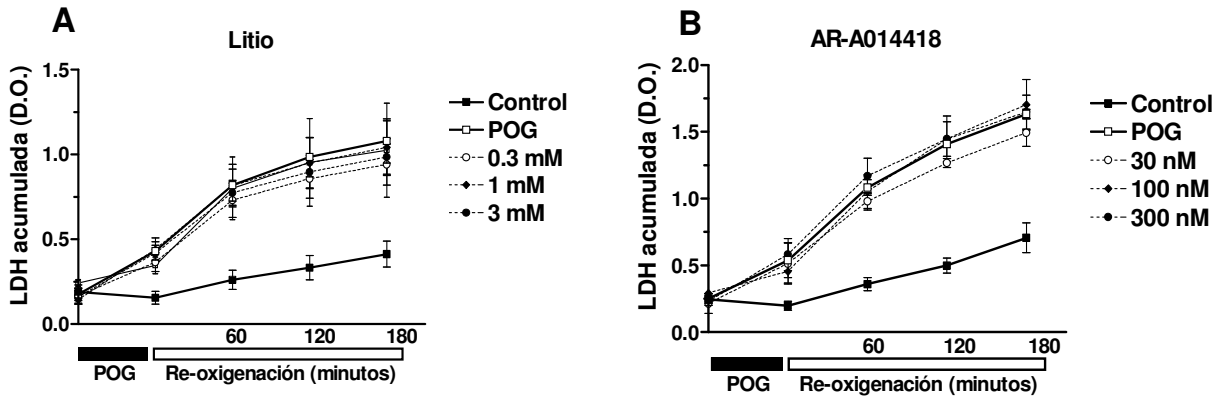 A
Litio
LDH acumulada (D.O.)
1.5
1.0
0.5
0.0
60
120
180
POG
Re-oxigenación (minutos)
Control
POG
0.3 mM
1 mM
3 mM
B
AR-A014418
LDH acumulada (D.O.)
2.0
1.5
1.0
0.5
0.0
60
120
180
POG
Re-oxigenación (minutos)
Control
POG
30 nM
100 nM
300 nM